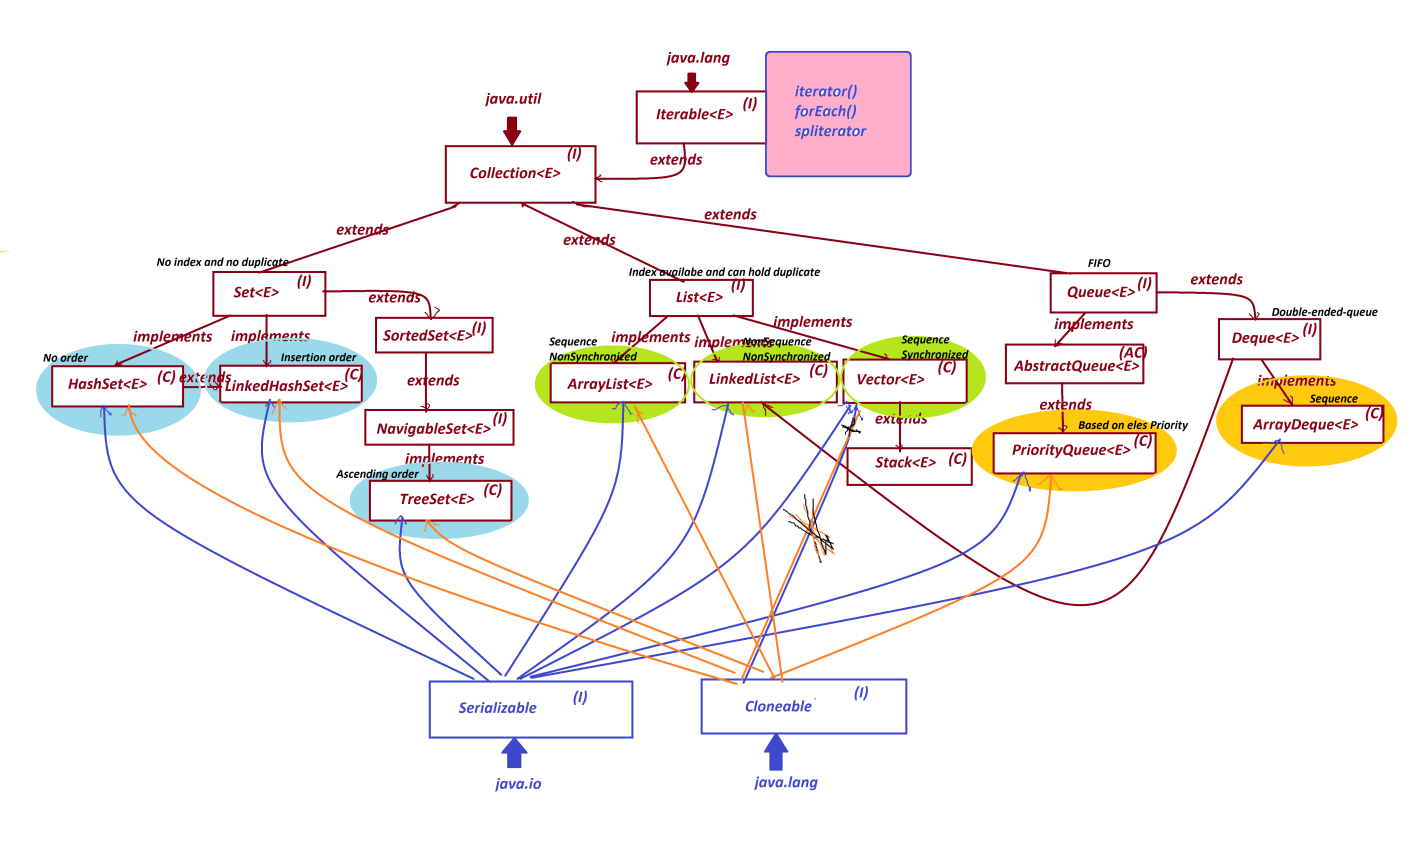 java.lang
java.util
(I)
Iterable<E>
iterator()
forEach()
spliterator
extends
(I)
Collection<E>
extends
extends
extends
No index and no duplicate
Set<E>
(I)
extends
Index availabe and can hold duplicate
List<E>
(I)
FIFO
Queue<E>
(I)
extends
Double-ended-queue
Deque<E>
(I)
implements
implements
SortedSet<E>
(I)
implements
implements
implements
implements
implements
No order
HashSet<E>
(C)
extends
Insertion order
LinkedHashSet<E>
(C)
extends
NavigableSet<E>
(I)
implements
Ascending order
TreeSet<E>
(C)
Sequence
NonSynchronized
ArrayList<E>
(C)
NonSequence
NonSynchronized
LinkedList<E>
(C)
Sequence
Synchronized
Vector<E>
(C)
extends
Stack<E>
(C)
(AC)
AbstractQueue<E>
extends
Based on eles Priority
PriorityQueue<E>
(C)
Sequence
ArrayDeque<E>
(C)
Serializable
(I)
Cloneable
(I)
java.io
java.lang